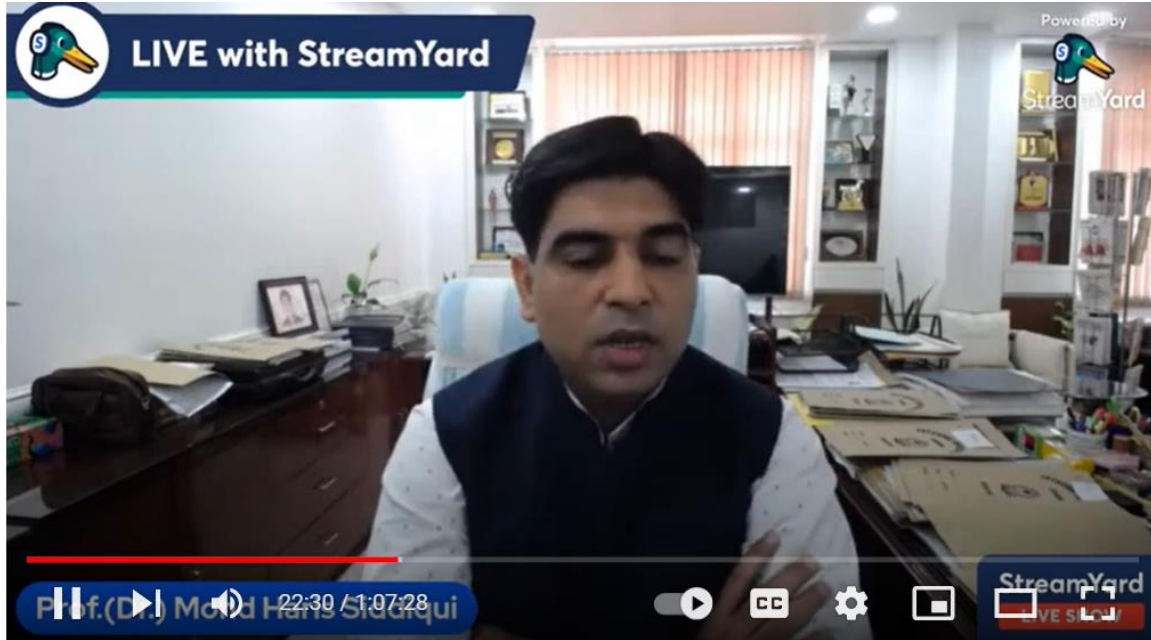 LIVE with StreamYard
Powered by
StreamYard
Prof.(Dr.) Mohd Haris Siddiqui
22:30 / 1:07:28
CC
StreamYard
LIVE SHOW